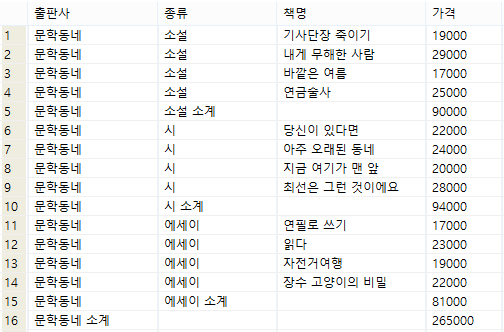 출판사 종류 책명 가격
1 문학동네 소설 기사단장 죽이기 19000
2 문학동네 소설 내게 무해한 사람 29000
3 문학동네 소설 바깥은 여름 17000
4 문학동네 소설 연금술사 25000
5 문학동네 소설 소계 90000
6 문학동네 시 당신이 있다면 22000
7 문학동네 시 아주 오래된 동네 24000
8 문학동네 시 지금 여기가 맨 앞 20000
9 문학동네 시 최선은 그런 것이에요 28000
10 문학동네 시 소계 94000
11 문학동네 에세이 연필로 쓰기 17000
12 문학동네 에세이 읽다 23000
13 문학동네 에세이 자전거여행 19000
14 문학동네 에세이 장수 고양이의 비밀 22000
15 문학동네 에세이 소계 81000
16 문학동네 소계 265000